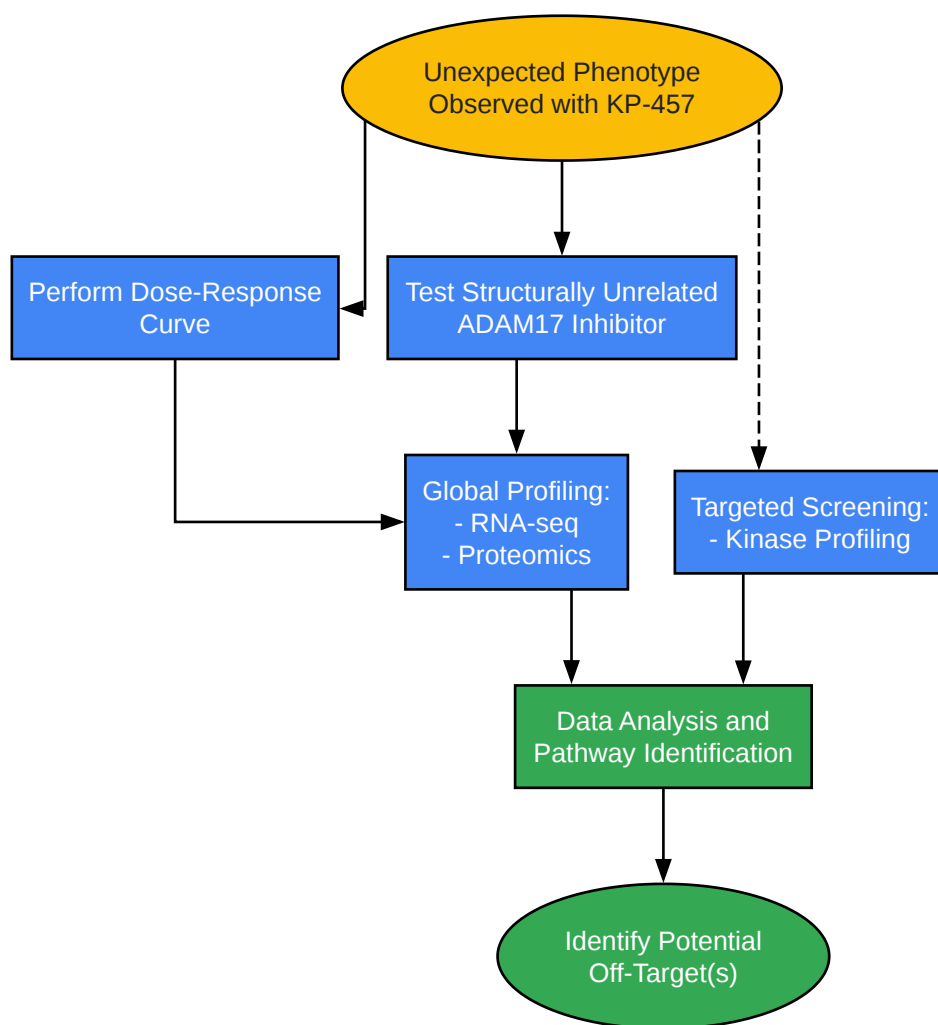 Unexpected Phenotype
Observed with KP-457
Perform Dose-Response
Curve
Test Structurally Unrelated
ADAM17 Inhibitor
Global Profiling:
- RNA-seq
- Proteomics
Targeted Screening:
- Kinase Profiling
Data Analysis and
Pathway Identification
Identify Potential
Off-Target(s)